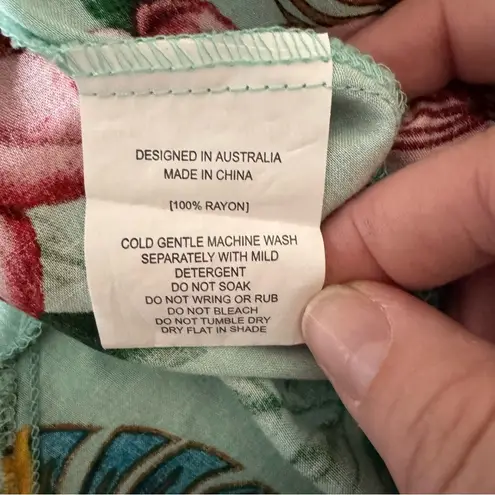 DESIGNED IN AUSTRALIA
MADE IN CHINA
[100% RAYON]
COLD GENTLE MACHINE WASH
SEPARATELY WITH MILD
DETERGENT
DO NOT SOAK
DO NOT WRING OR RUB
DO NOT BLEACH
DO NOT TUMBLE DRY
DRY FLAT IN SHADE